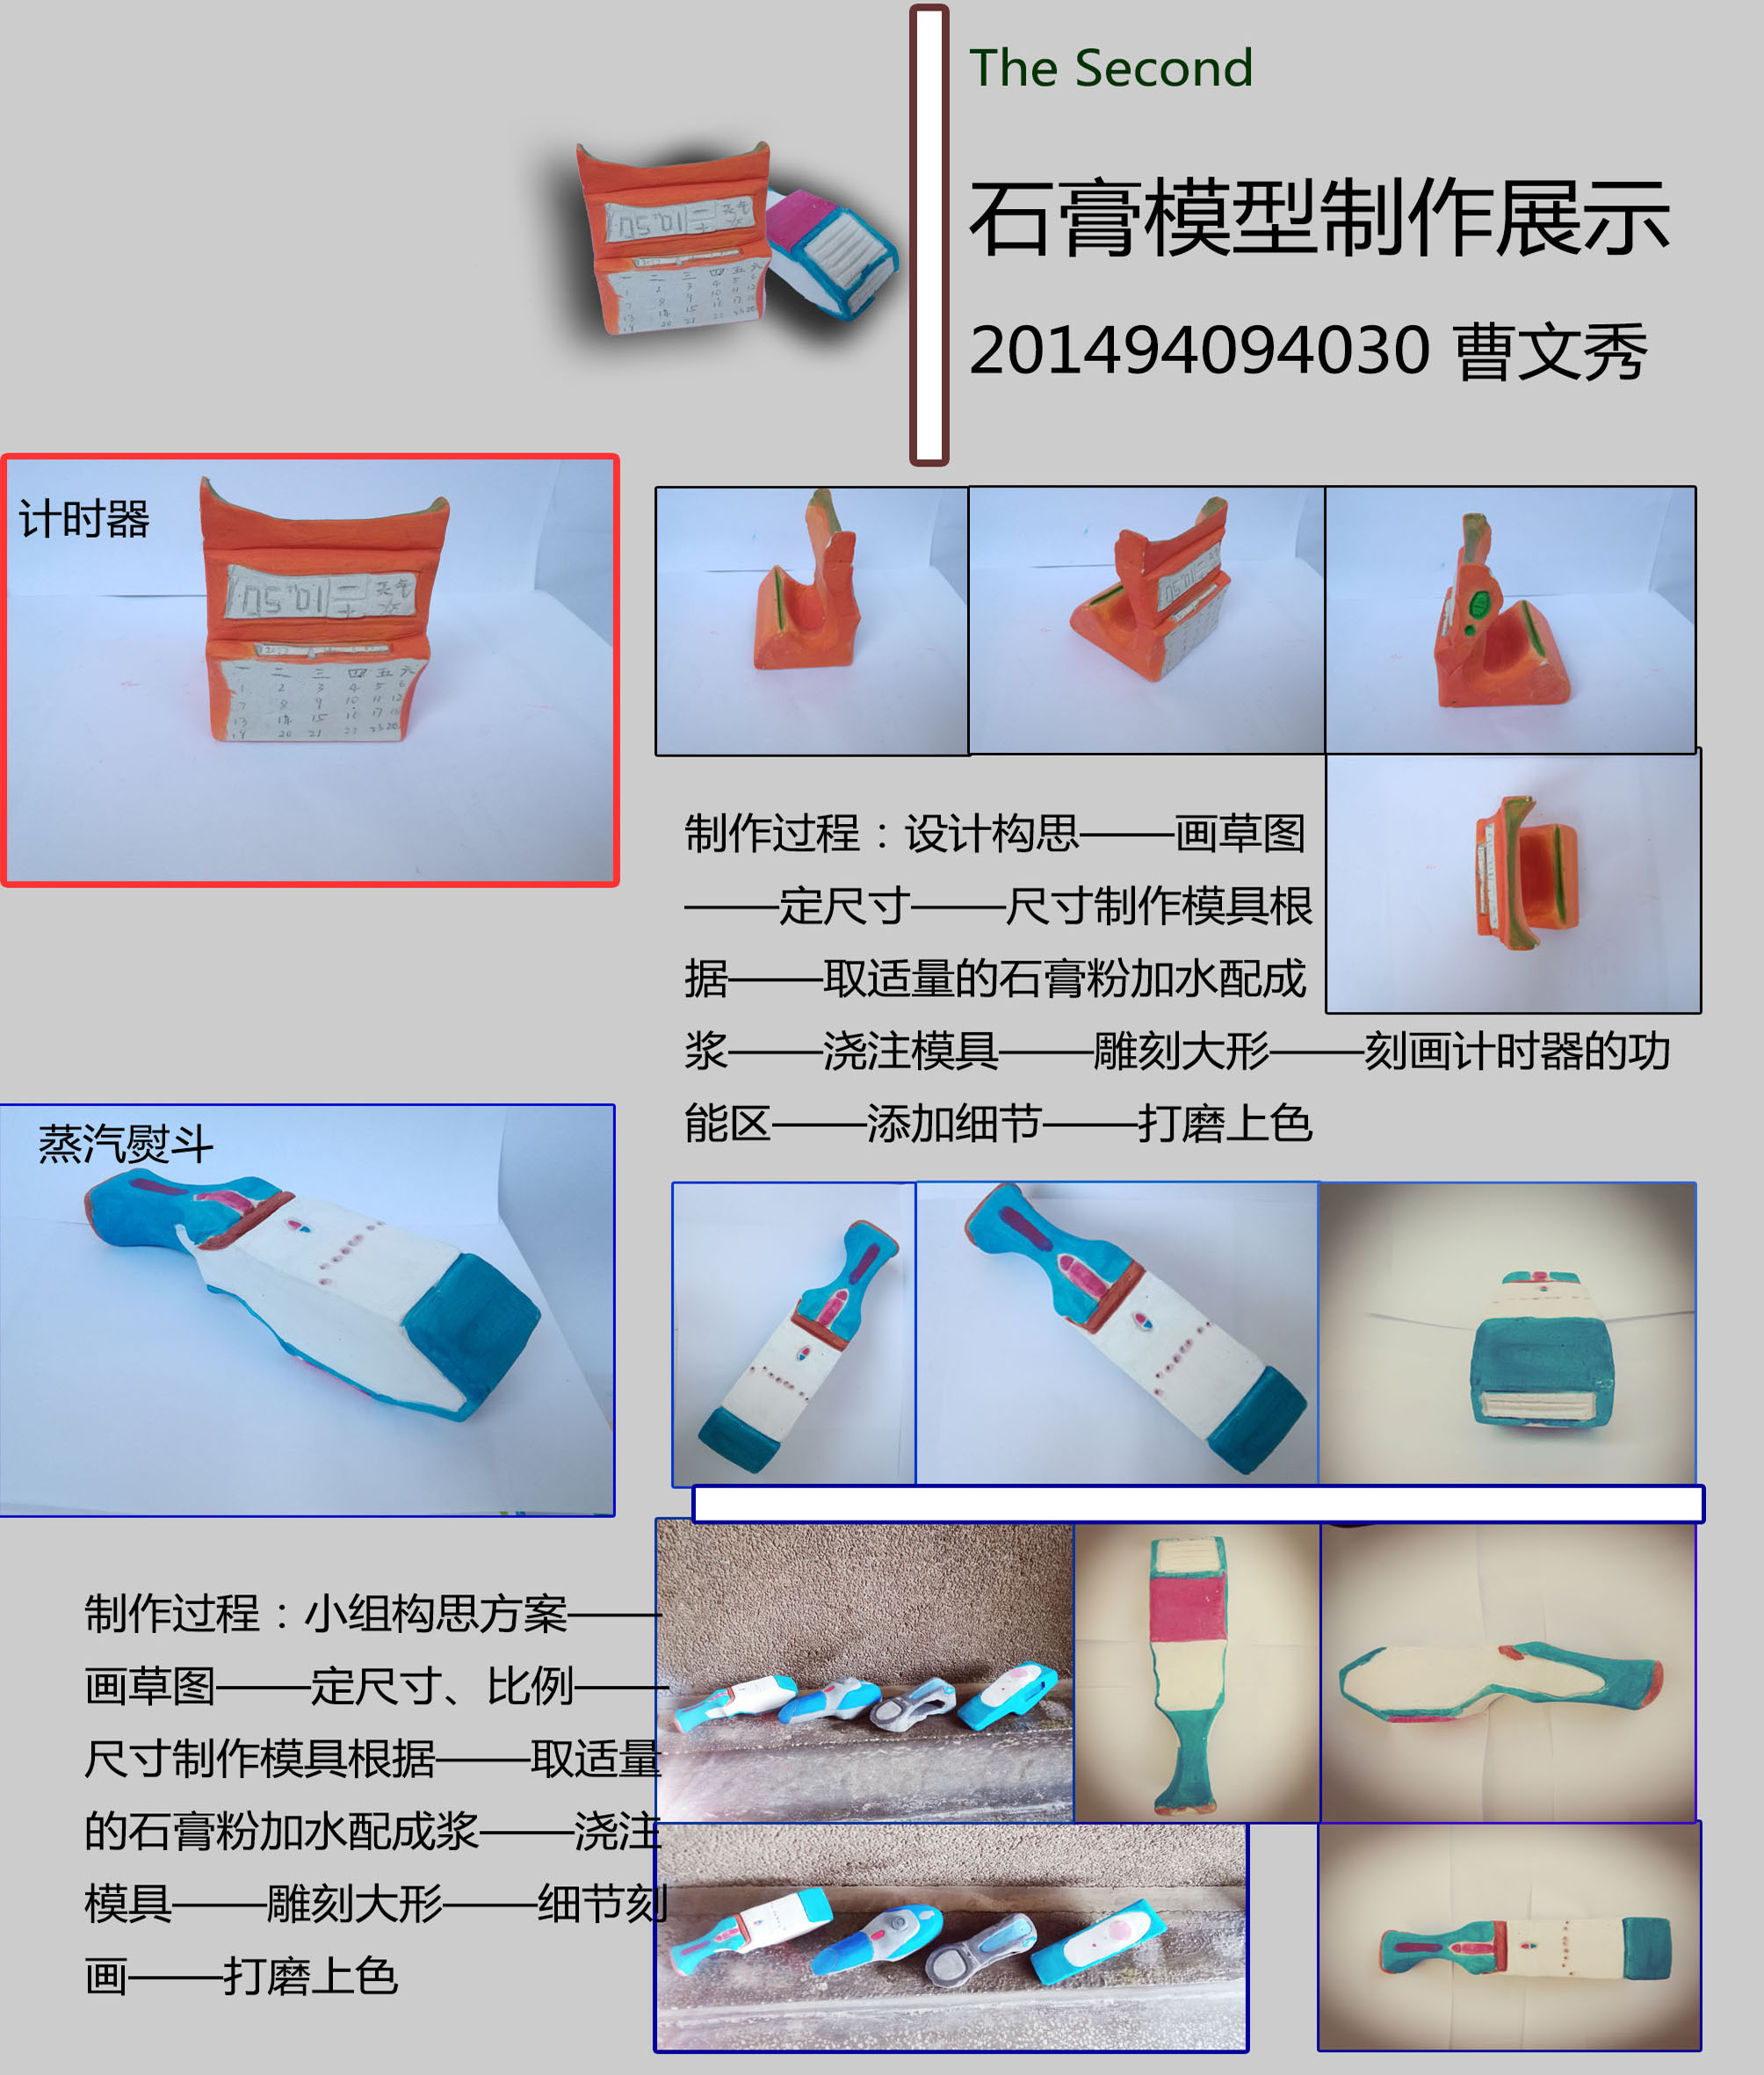 The Second
石膏模型制作展示
201494094030 曹文秀
计时器
制作过程：设计构思——画草图
——定尺寸——尺寸制作模具根
据——取适量的石膏粉加水配成
浆——浇注模具——雕刻大形——刻画计时器的功
能区——添加细节——打磨上色
蒸汽熨斗
制作过程：小组构思方案——
画草图——定尺寸、比例——
尺寸制作模具根据——取适量
的石膏粉加水配成浆——浇注
模具——雕刻大形——细节刻
画——打磨上色